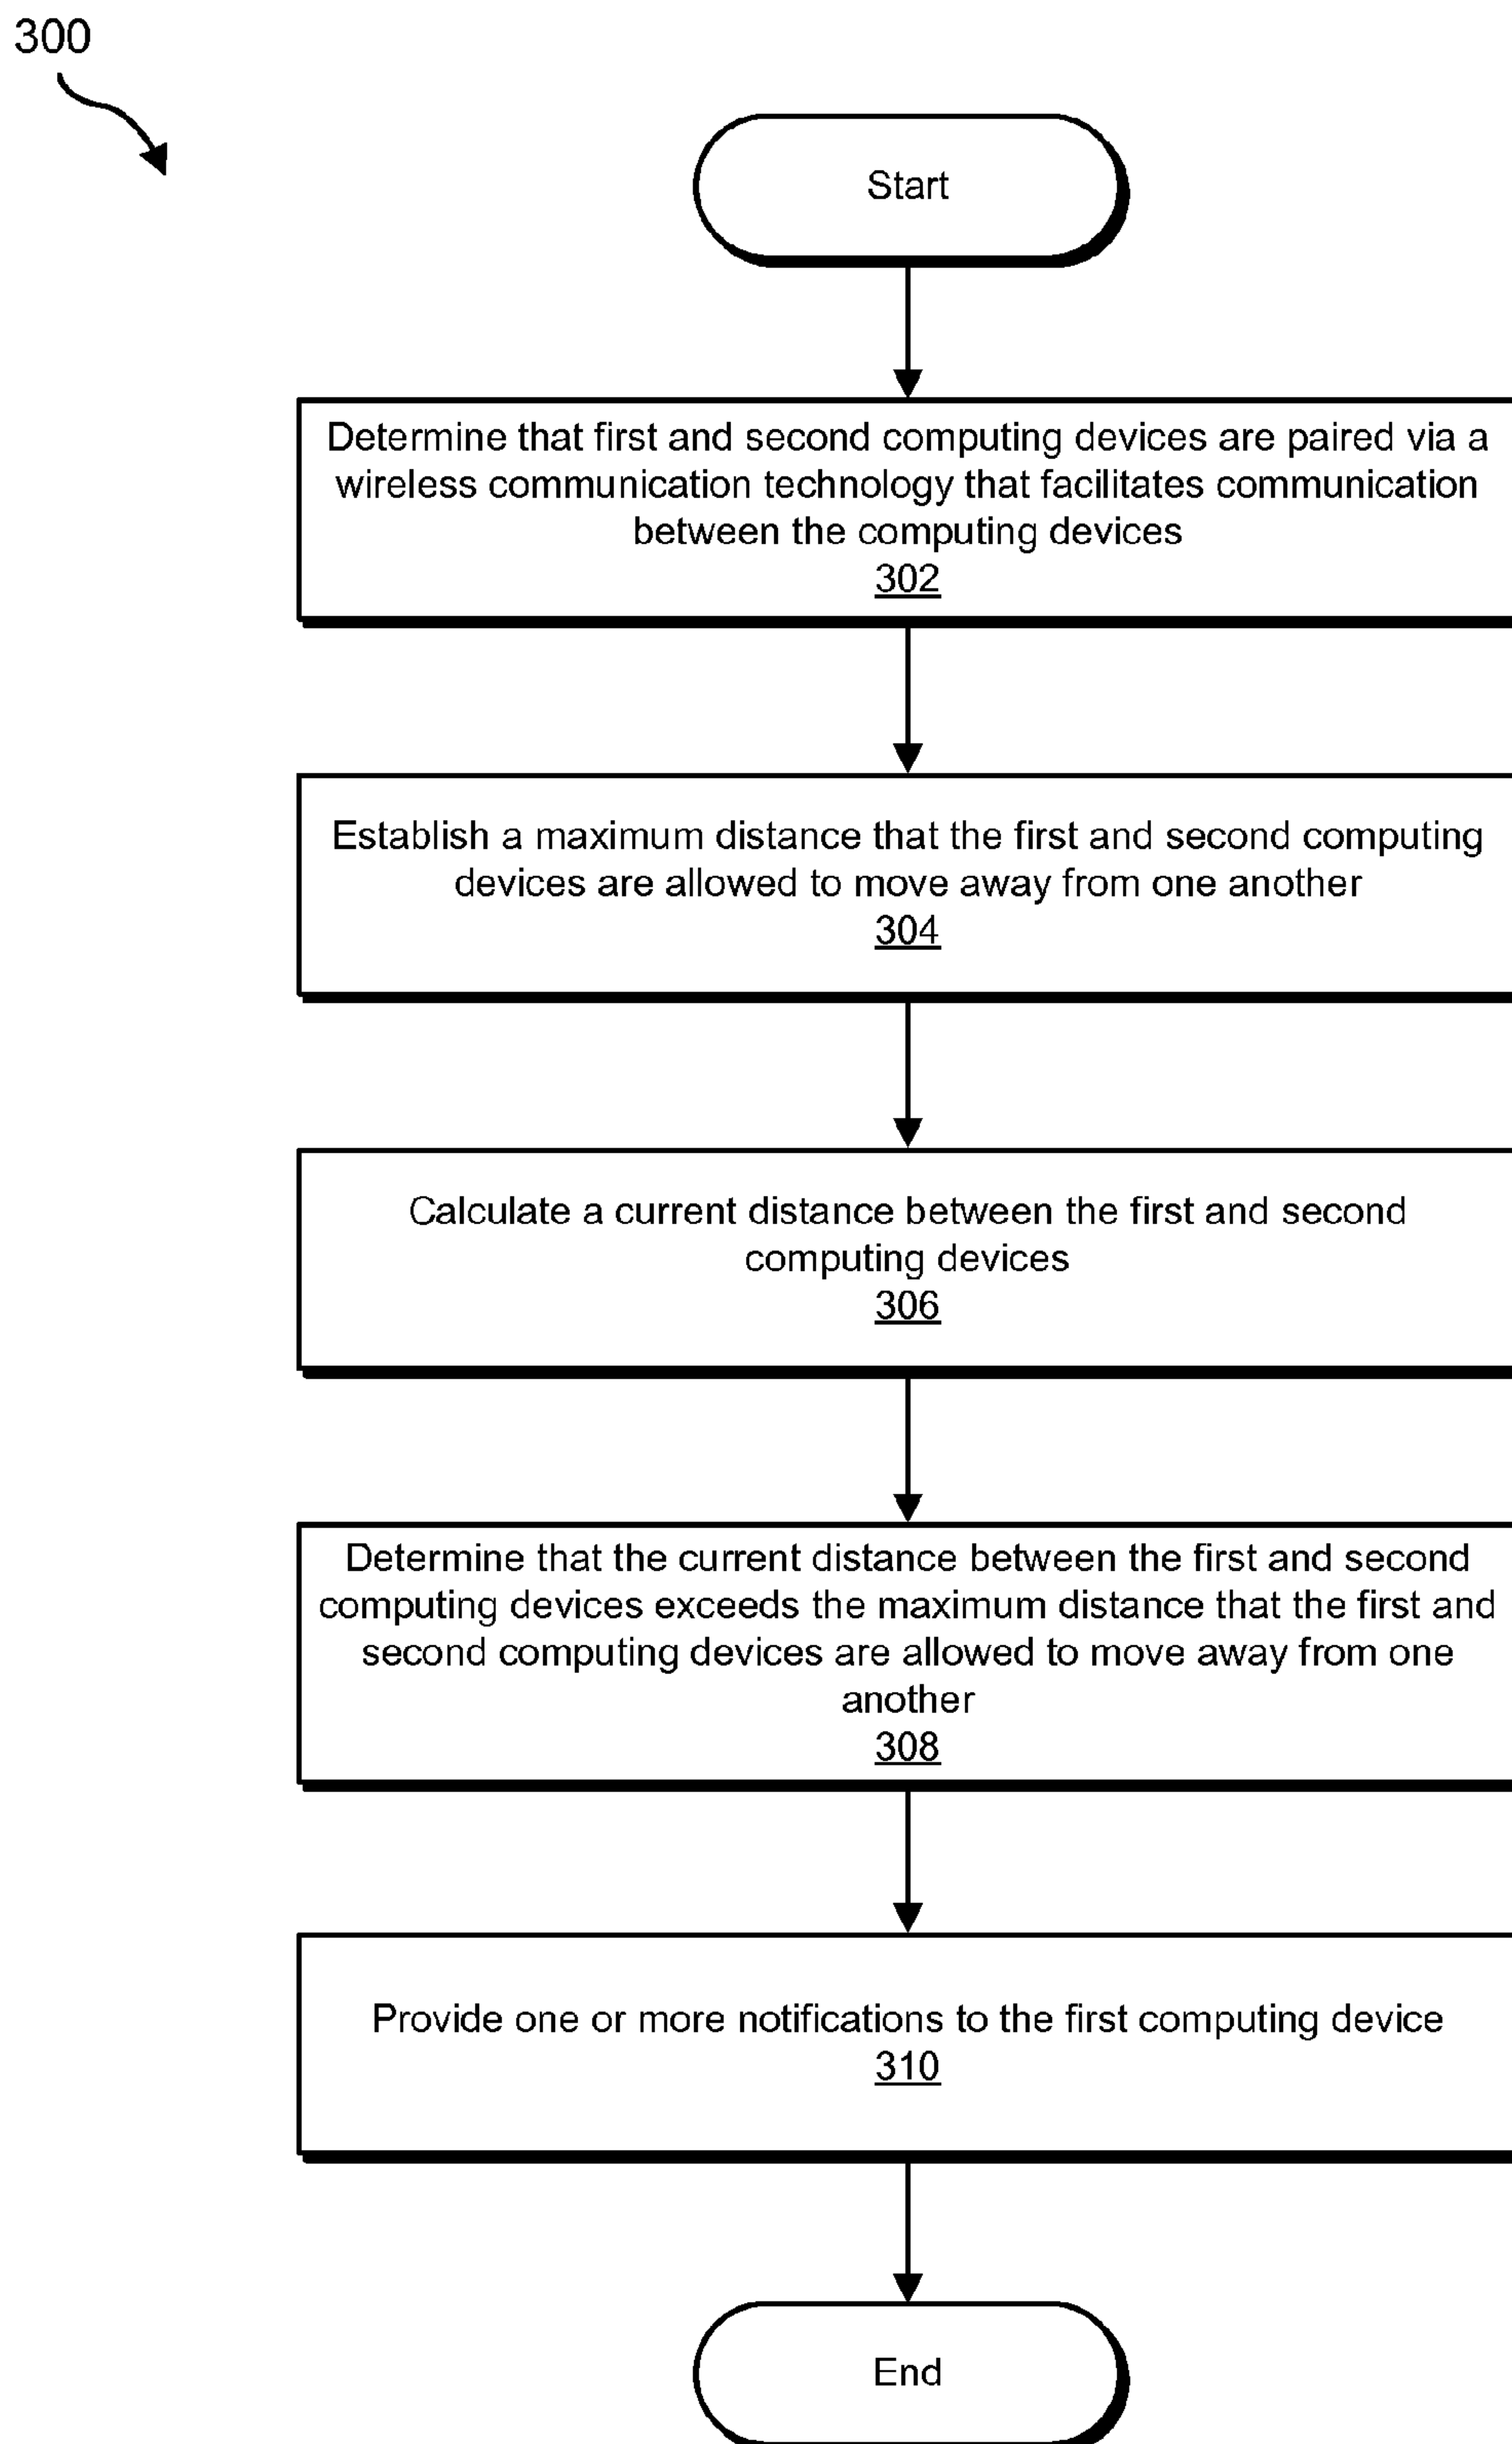 300
Start
Determine that first and second computing devices are paired via a
wireless communication technology that facilitates communication
between the computing devices
302
Establish a maximum distance that the first and second computing
devices are allowed to move away from one another
304
Calculate a current distance between the first and second
computing devices
306
Determine that the current distance between the first and second
computing devices exceeds the maximum distance that the first and
second computing devices are allowed to move away from one
another
308
Provide one or more notifications to the first computing device
310
End